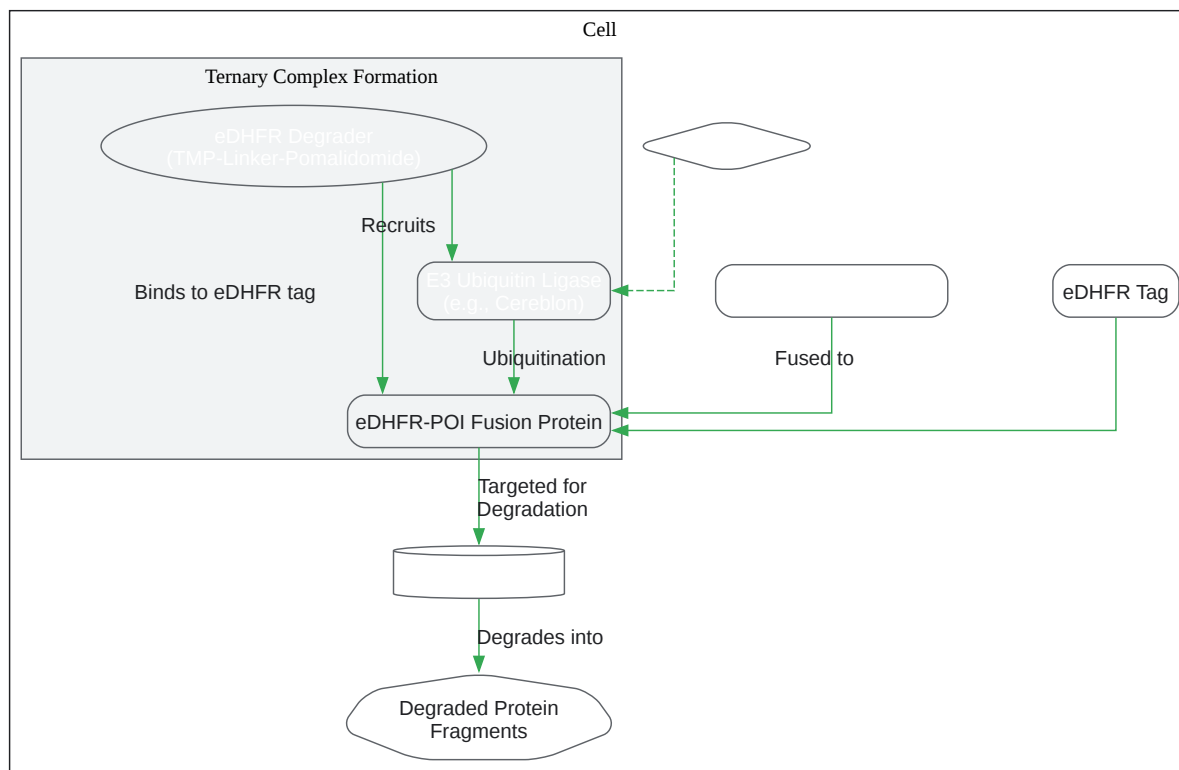 Cell
Ternary Complex Formation
eDHFR Degrader
(TMP-Linker-Pomalidomide)
Recruits
E3 Ubiquitin Ligase
(e.g., Cereblon)
Binds to eDHFR tag
eDHFR Tag
Ubiquitination
Fused to
eDHFR-POI Fusion Protein
Targeted for
Degradation
Degrades into
Degraded Protein
Fragments